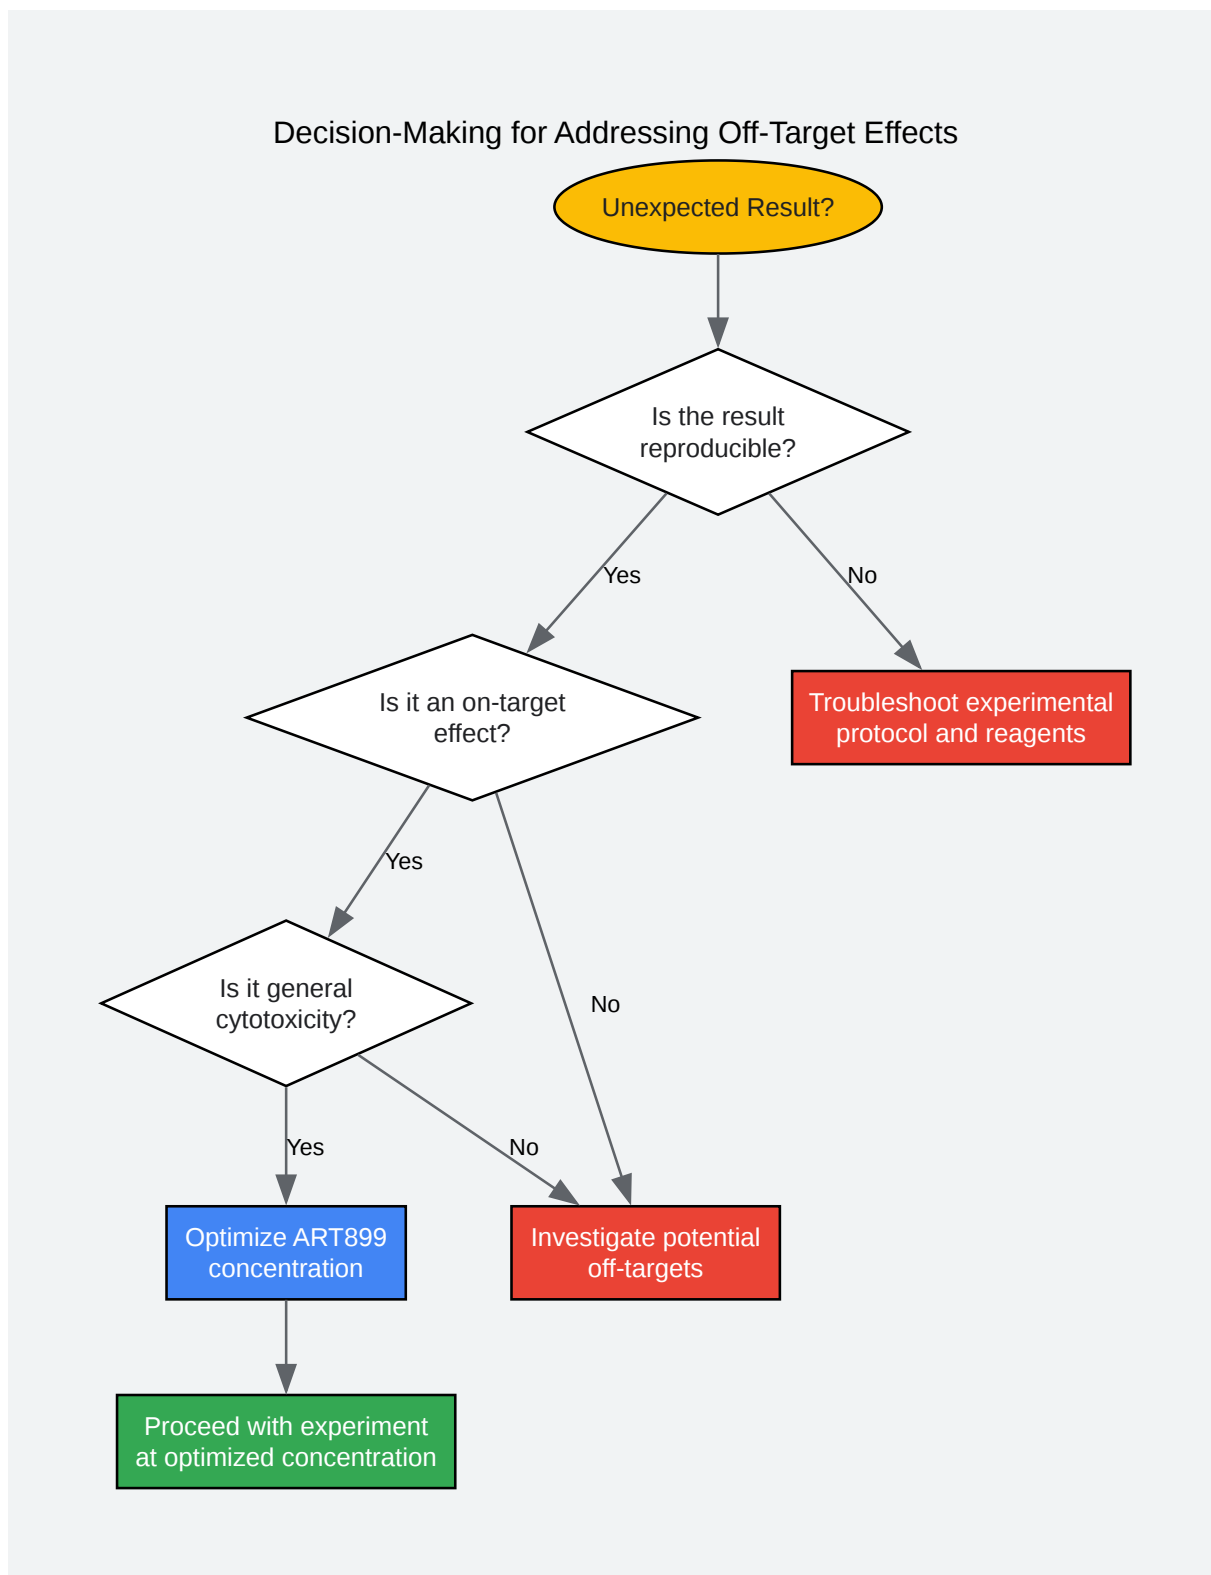 Decision-Making for Addressing Off-Target Effects
Unexpected Result?
Is the result
reproducible?
Yes
No
Is it an on-target
effect?
Troubleshoot experimental
protocol and reagents
Yes
Is it general
cytotoxicity?
No
Yes
No
Optimize ART899
concentration
Investigate potential
off-targets
Proceed with experiment
at optimized concentration